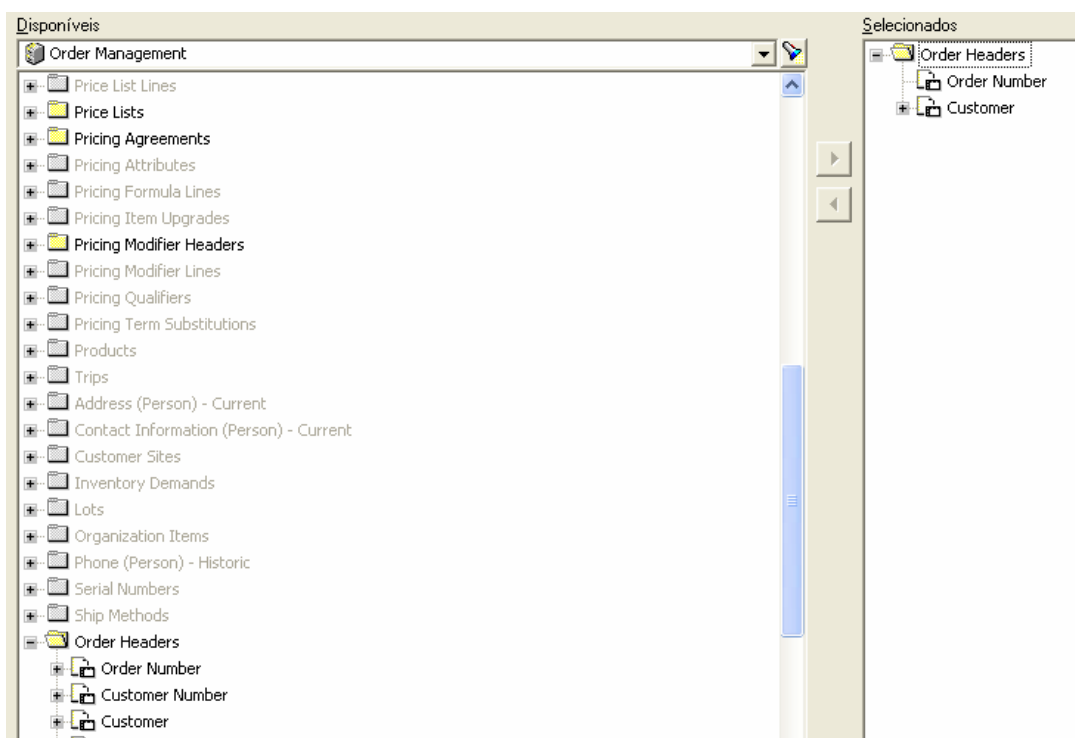 Disponíveis
Order Management
Price List Lines
Price Lists
Pricing Agreements
Pricing Attributes
Pricing Formula Lines
Pricing Item Upgrades
Pricing Modifier Headers
Pricing Modifier Lines
Pricing Qualifiers
Pricing Term Substitutions
Products
Trips
Address (Person) - Current
Contact Information (Person) - Current
Customer Sites
Inventory Demands
Lots
Organization Items
Phone (Person) - Historic
Serial Numbers
Ship Methods
Order Headers
Order Number
Customer Number
Customer
Selecionados
Order Headers
Order Number
Customer